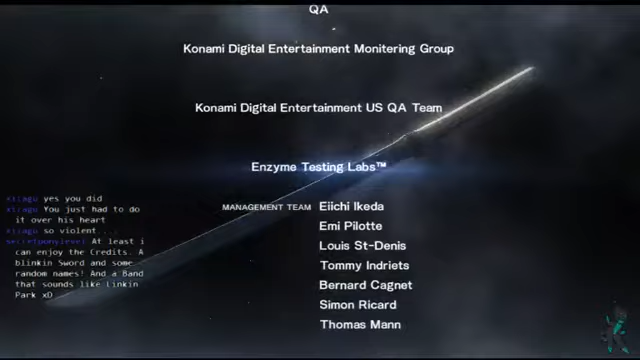 QA
Konami Digital Entertainment Monitering Group
Konami Digital Entertainment US QA Team
Enzyme Testing Labs™
MANAGEMENT TEAM Eiichi Ikeda
Emi Pilotte
Louis St-Denis
Tommy Indriets
Bernard Cagnet
Simon Ricard
Thomas Mann
yes you did
You just had to do
it over his heart
so violent....
At least i
can enjoy the Credits. A
blinkin Sword and some
random names! And a Band
that sounds like Linkin
Park xD